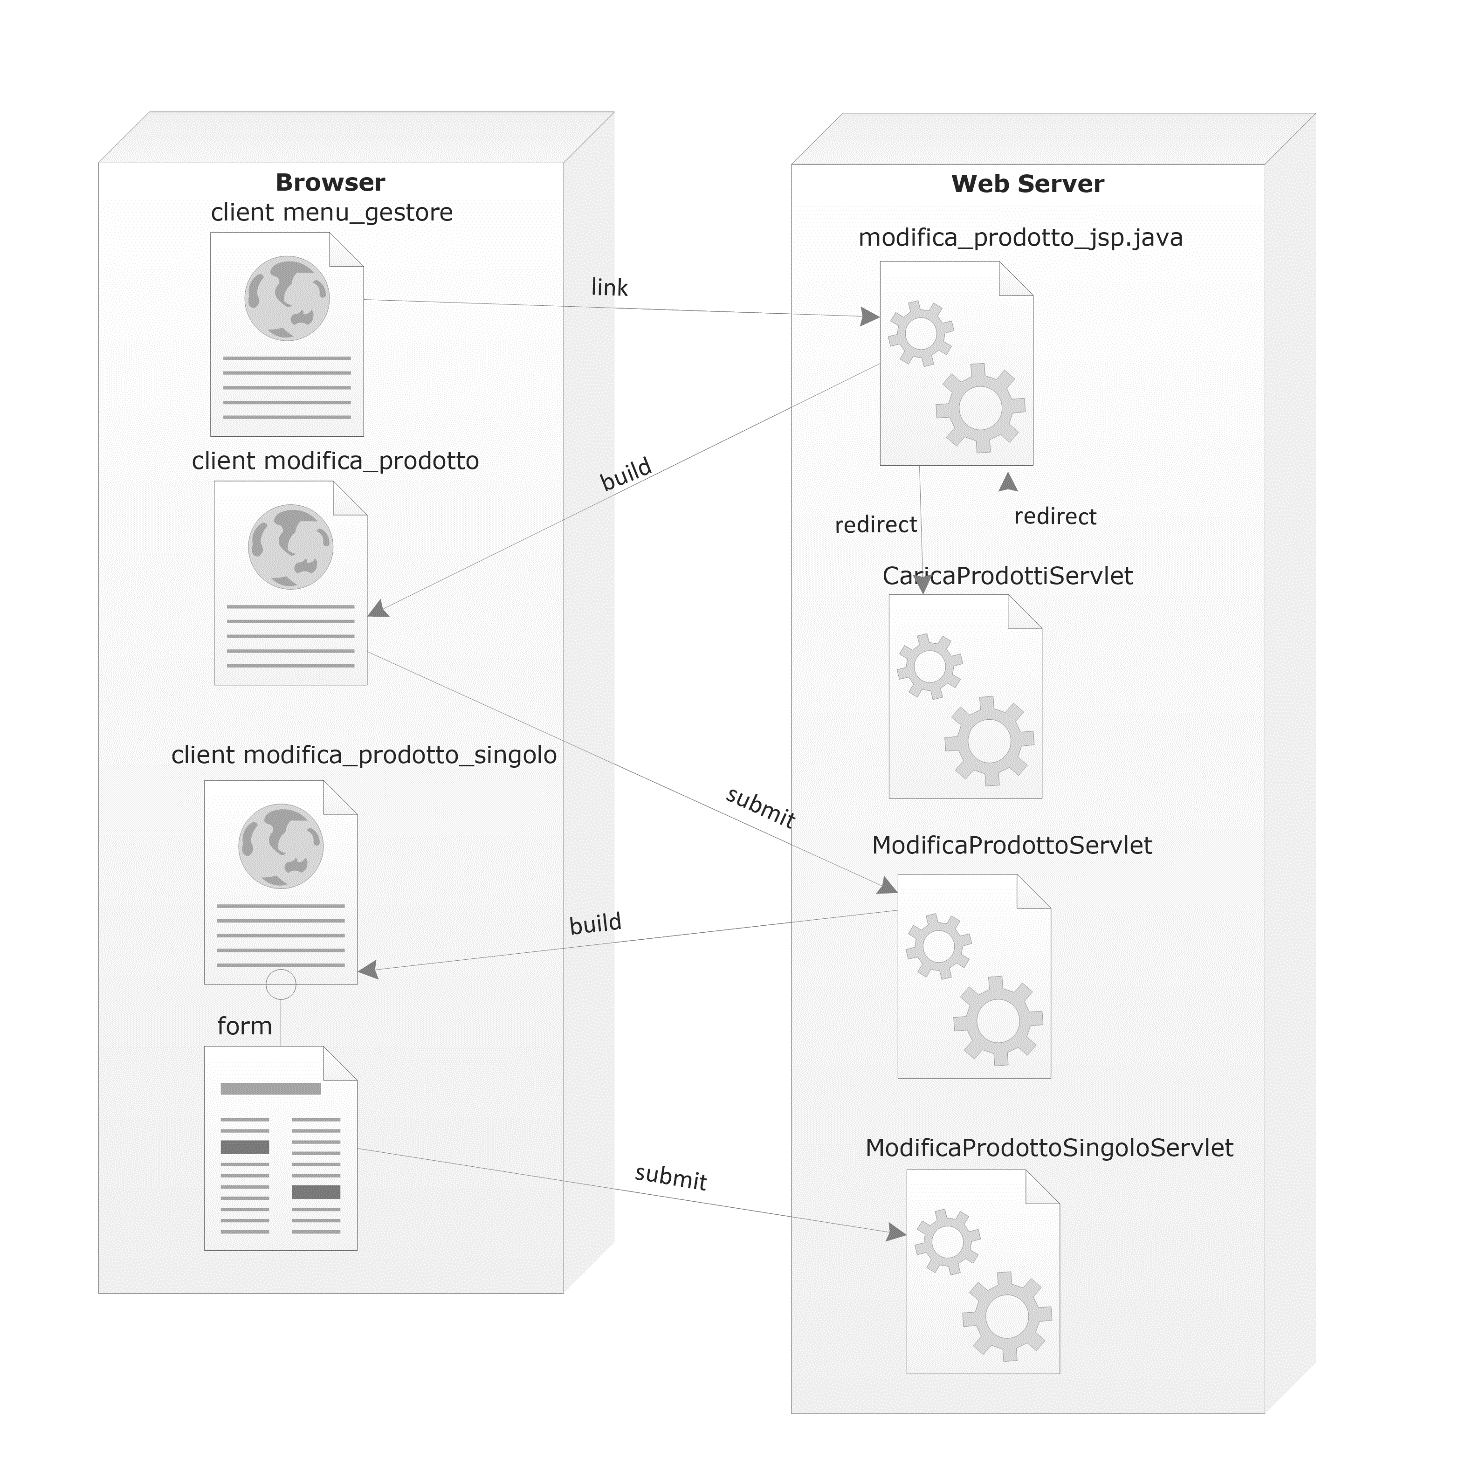 Browser
client menu_gestore
client modifica_prodotto
client modifica_prodotto_singolo
form
link
build
submit
build
submit
Web Server
modifica_prodotto_jsp.java
redirect
redirect
CaricaProdottiServlet
ModificaProdottoServlet
ModificaProdottoSingoloServlet